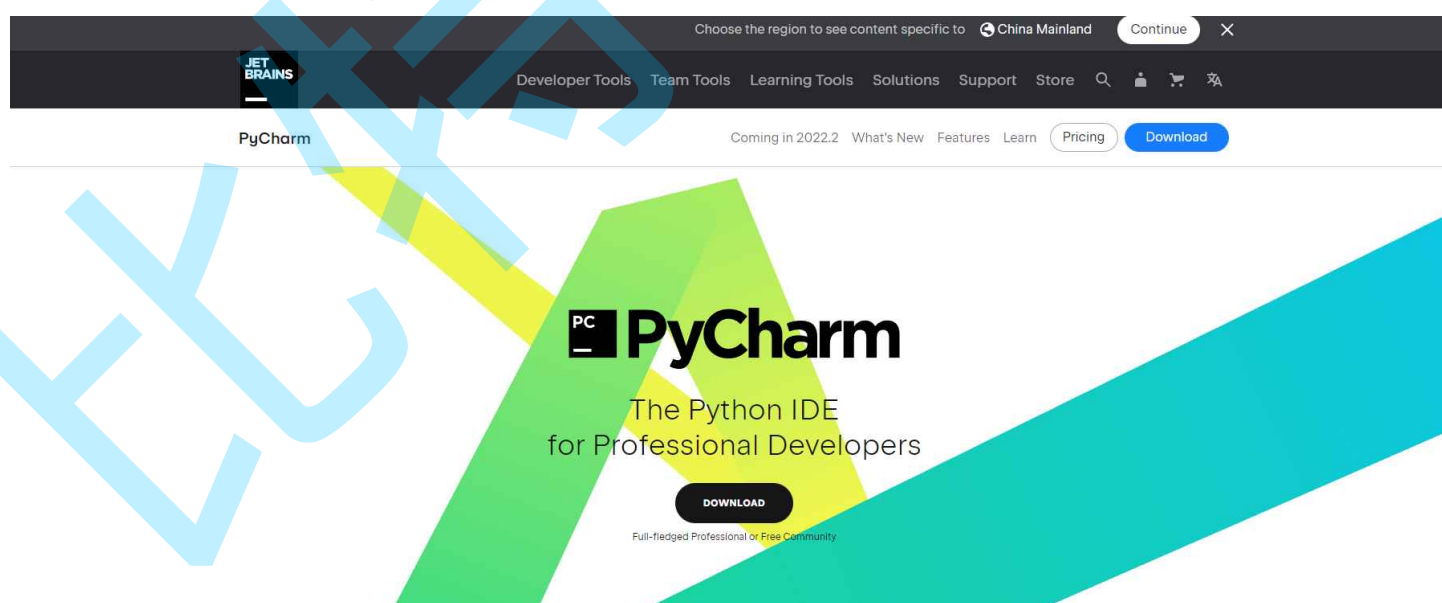 Choose the region to see content specific to China Mainland Continue
JET
BRAINS
Developer Tools Team Tools Learning Tools Solutions Support Store
PyCharm Coming in 2022.2 What's New Features Learn Pricing Download
PC
PyCharm
The Python IDE
for Professional Developers
DOWNLOAD
Full-fledged Professional or Free Community